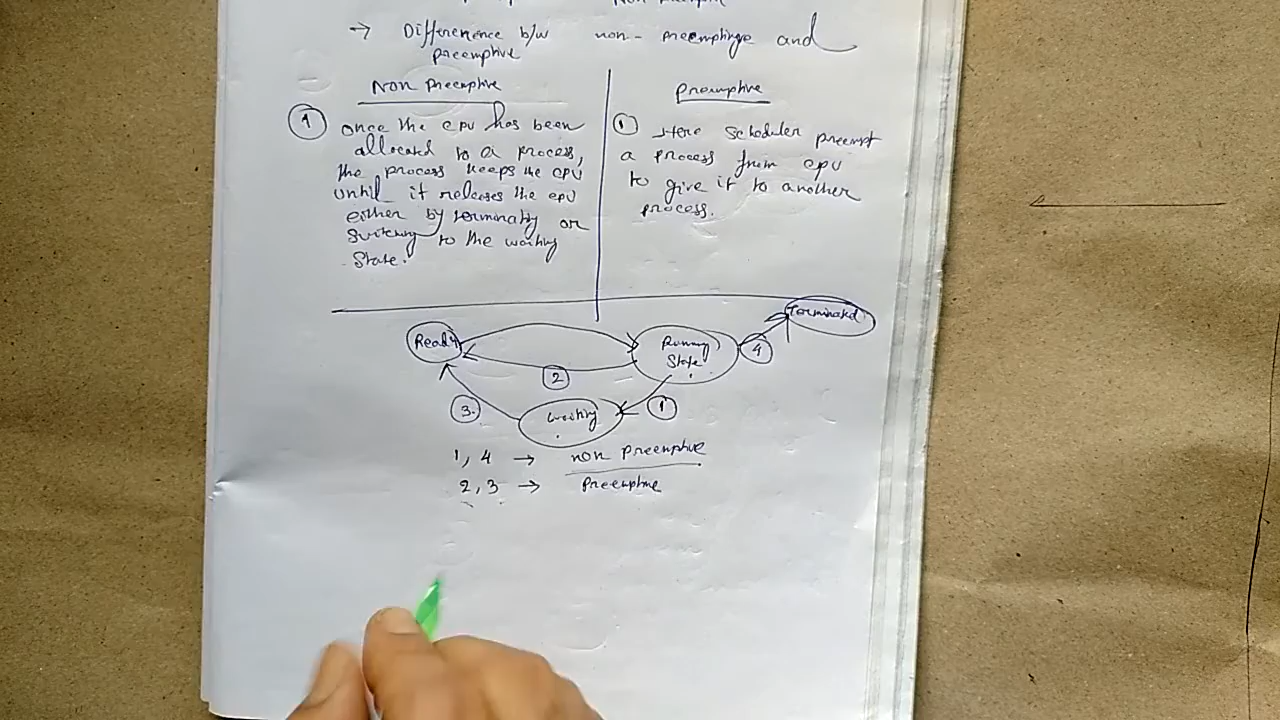 → Difference b/w non-preemptive and
preemptive
Non Preemptive
1 once the cpu has been
allocated to a process,
the process keeps the cpu
until it releases the cpu
either by terminating or
switching to the waiting
state.
Preemptive
1 Here scheduler preempt
a process from cpu
to give it to another
process.
Terminated
Ready
Running
State
4
2
3.
waiting
1
1, 4 → non preemptive
2, 3 → Preemptive